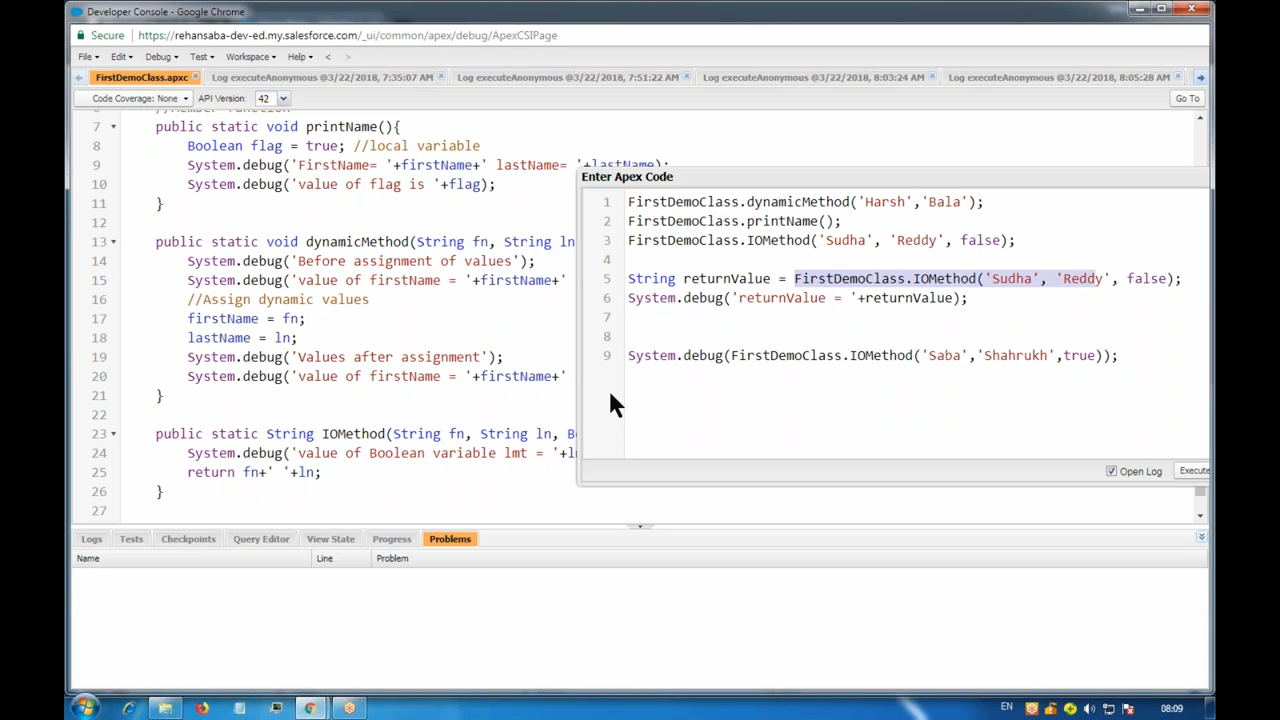 Developer Console - Google Chrome
Secure https://rehansaba-dev-ed.my.salesforce.com/_ui/common/apex/debug/ApexCSIPage
File Edit Debug Test Workspace Help < >
FirstDemoClass.apxc Log executeAnonymous @3/22/2018, 7:35:07 AM Log executeAnonymous @3/22/2018, 7:51:22 AM Log executeAnonymous @3/22/2018, 8:03:24 AM Log executeAnonymous @3/22/2018, 8:05:28 AM
Code Coverage: None API Version: 42 Go To
//Member function
7 public static void printName(){
8 Boolean flag = true; //local variable
9 System.debug('FirstName= '+firstName+' lastName= '+lastName);
10 System.debug('value of flag is '+flag);
11 }
12
13 public static void dynamicMethod(String fn, String ln
14 System.debug('Before assignment of values');
15 System.debug('value of firstName = '+firstName+'
16 //Assign dynamic values
17 firstName = fn;
18 lastName = ln;
19 System.debug('Values after assignment');
20 System.debug('value of firstName = '+firstName+'
21 }
22
23 public static String IOMethod(String fn, String ln, Bo
24 System.debug('value of Boolean variable lmt = '+lm
25 return fn+' '+ln;
26 }
27
Enter Apex Code
1 FirstDemoClass.dynamicMethod('Harsh','Bala');
2 FirstDemoClass.printName();
3 FirstDemoClass.IOMethod('Sudha', 'Reddy', false);
4
5 String returnValue = FirstDemoClass.IOMethod('Sudha', 'Reddy', false);
6 System.debug('returnValue = '+returnValue);
7
8
9 System.debug(FirstDemoClass.IOMethod('Saba','Shahrukh',true));
Open Log Execute
Logs Tests Checkpoints Query Editor View State Progress Problems
Name Line Problem
EN 08:09